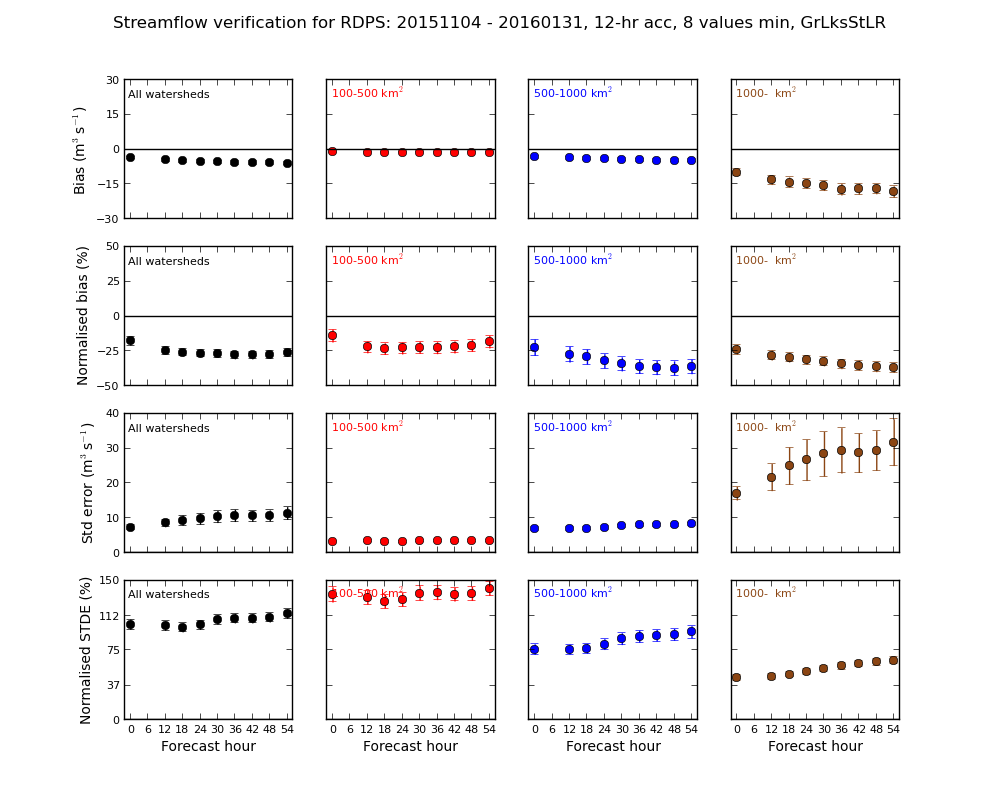 Streamflow verification for RDPS: 20151104 - 20160131, 12-hr acc, 8 values min, GrLksStLR
30
15
0
−15
−30
Bias (m³ s⁻¹)
All watersheds
100-500 km²
500-1000 km²
1000- km²
50
25
0
−25
−50
Normalised bias (%)
All watersheds
100-500 km²
500-1000 km²
1000- km²
40
30
20
10
0
Std error (m³ s⁻¹)
All watersheds
100-500 km²
500-1000 km²
1000- km²
150
112
75
37
0
Normalised STDE (%)
All watersheds
100-500 km²
500-1000 km²
1000- km²
0 6 12 18 24 30 36 42 48 54
0 6 12 18 24 30 36 42 48 54
0 6 12 18 24 30 36 42 48 54
0 6 12 18 24 30 36 42 48 54
Forecast hour
Forecast hour
Forecast hour
Forecast hour